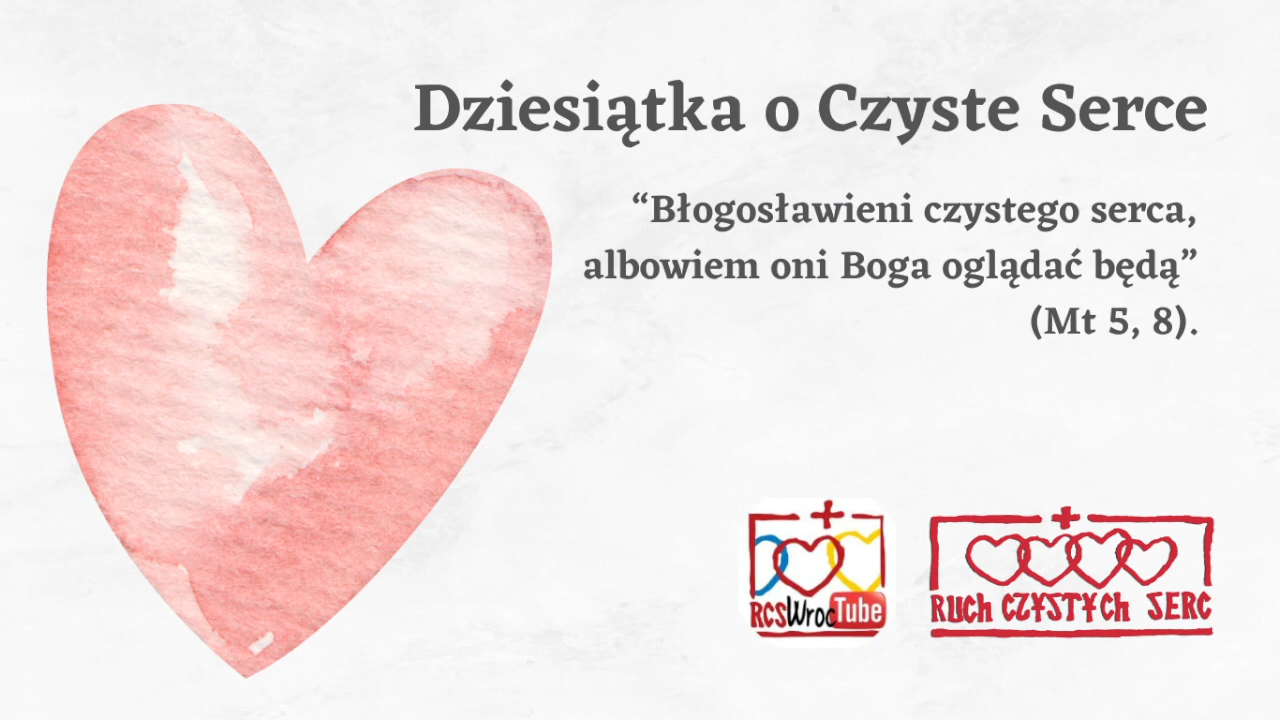 Dziesiątka o Czyste Serce
“Błogosławieni czystego serca,
albowiem oni Boga oglądać będą”
(Mt 5, 8).
RCSWrocTube
RUCh CZYSTYCh SERC